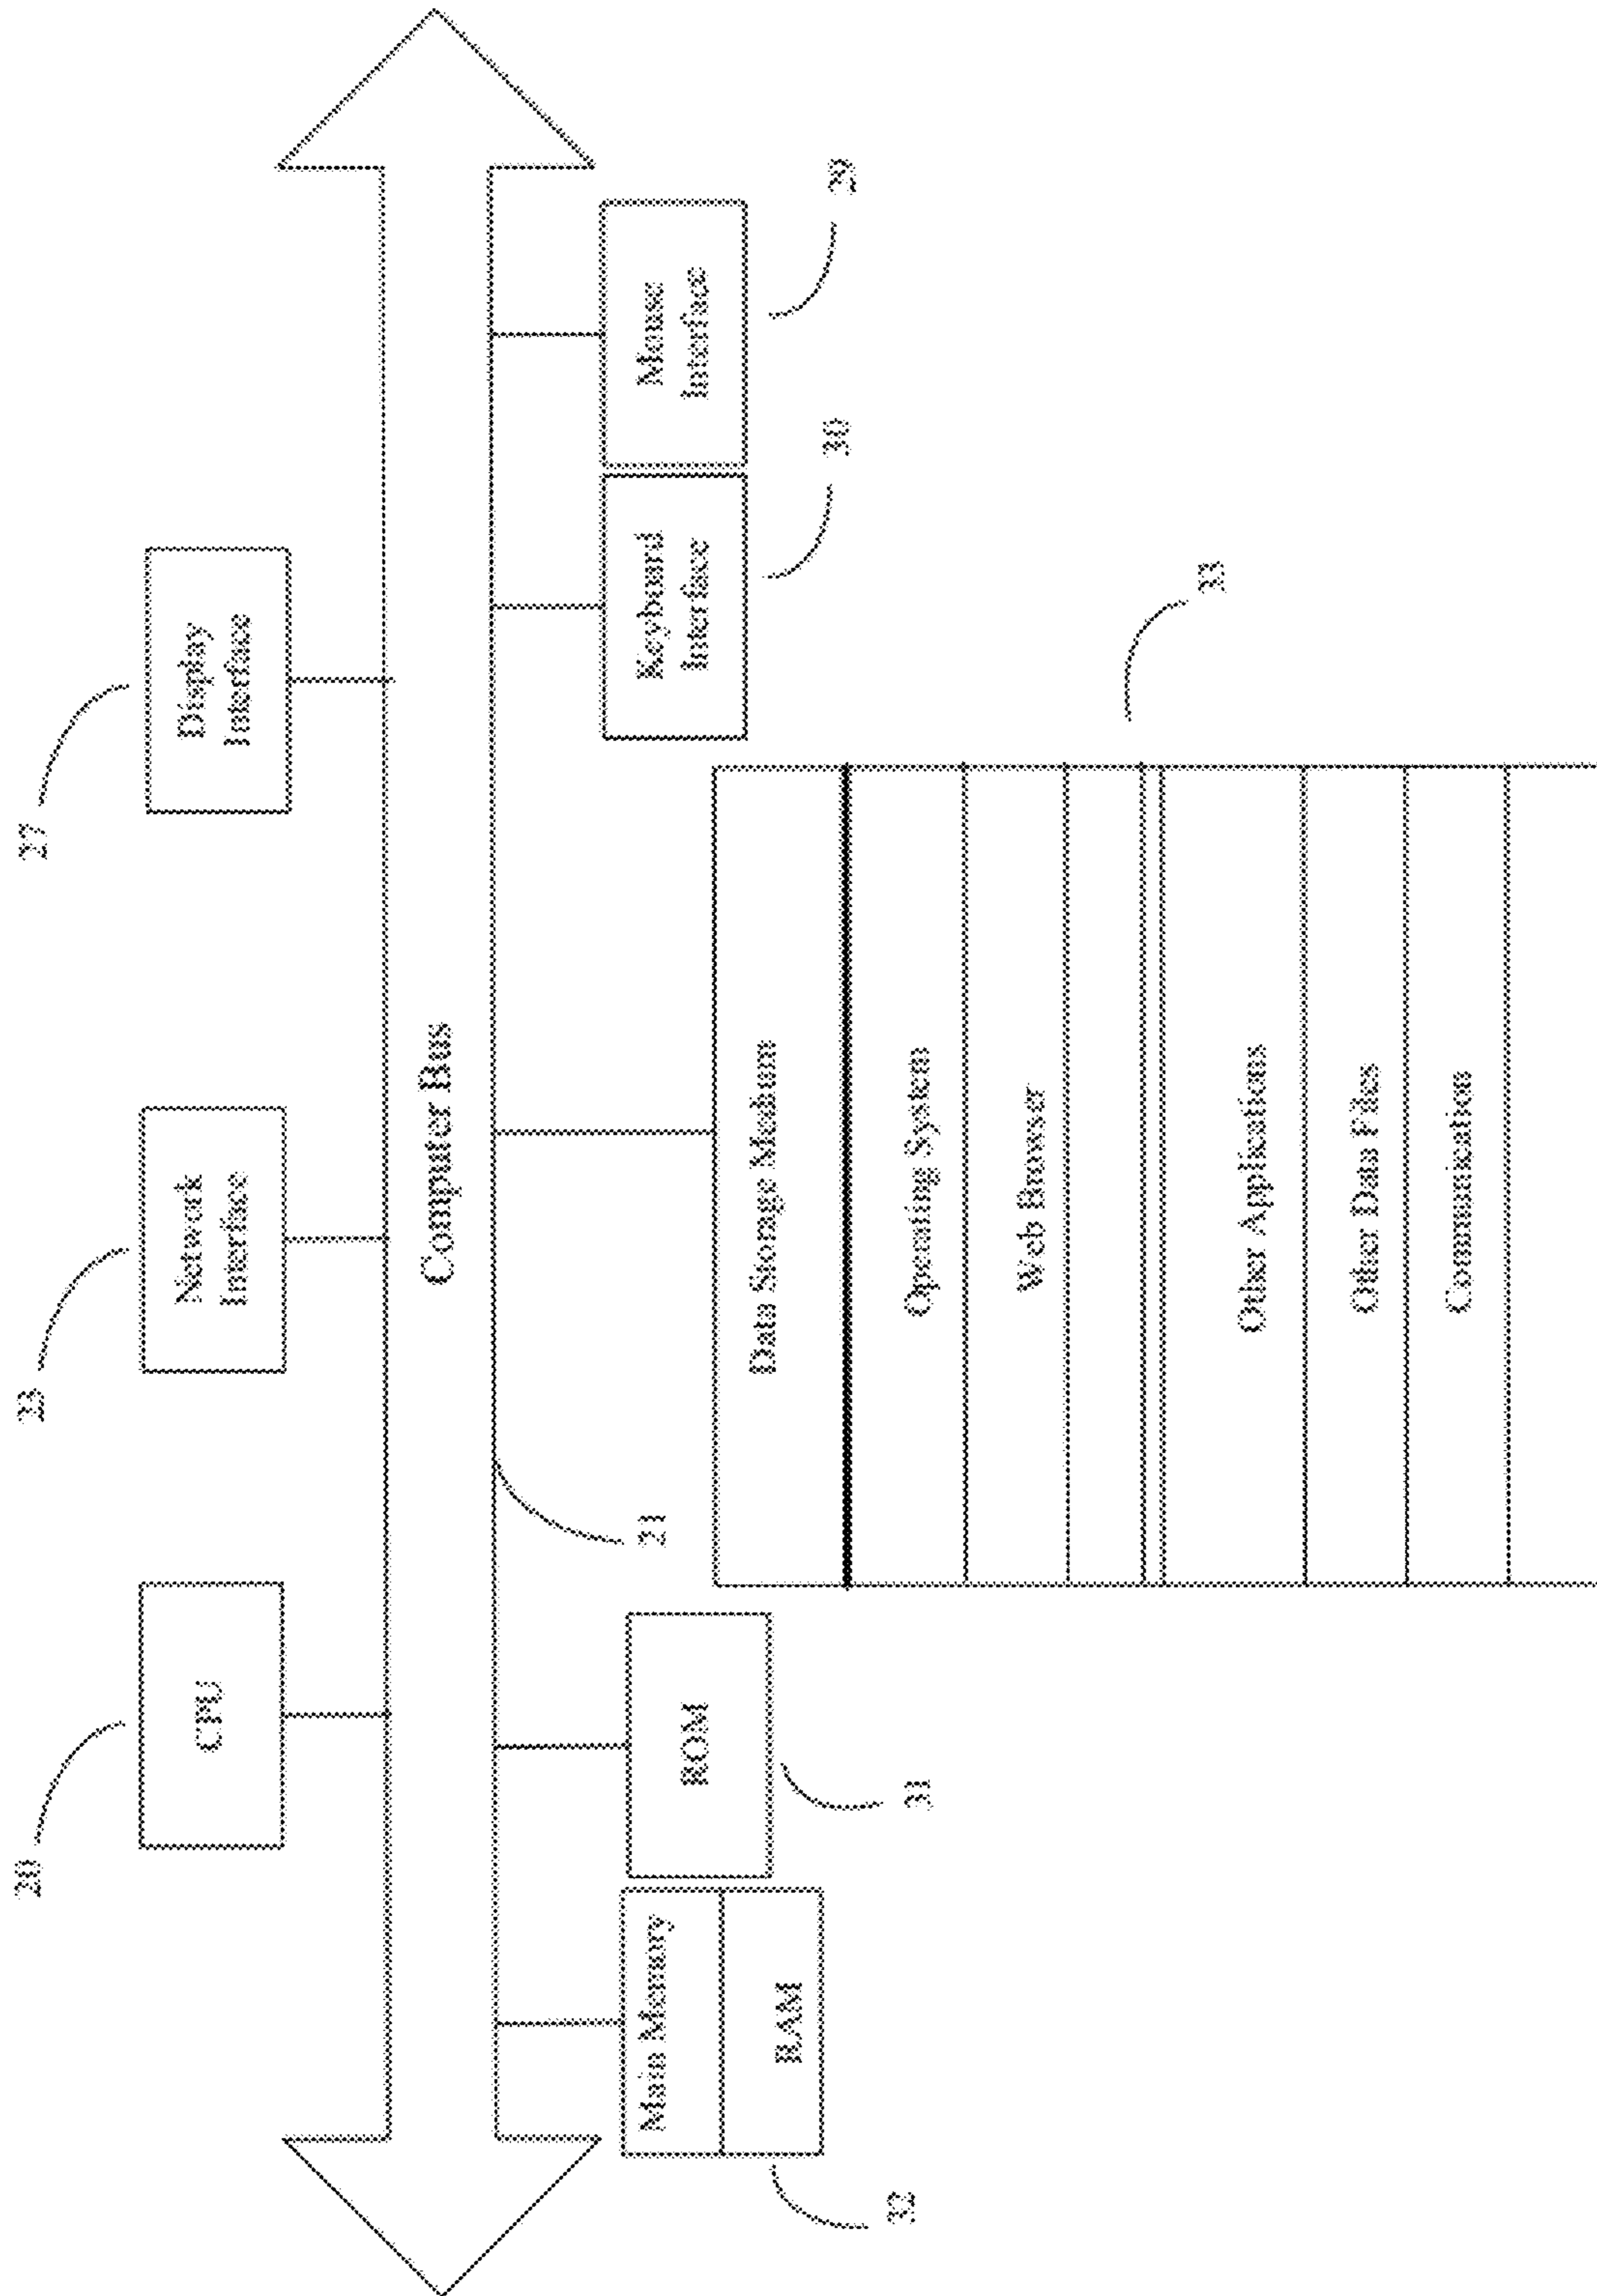 20
27
CPU
Network
Interface
Display
Interface
Computer Bus
21
Main Memory
RAM
32
ROM
31
Keyboard
Interface
30
Mouse
Interface
29
Data Storage Medium
Operating System
Web Browser
Other Applications
Other Data Files
Communication